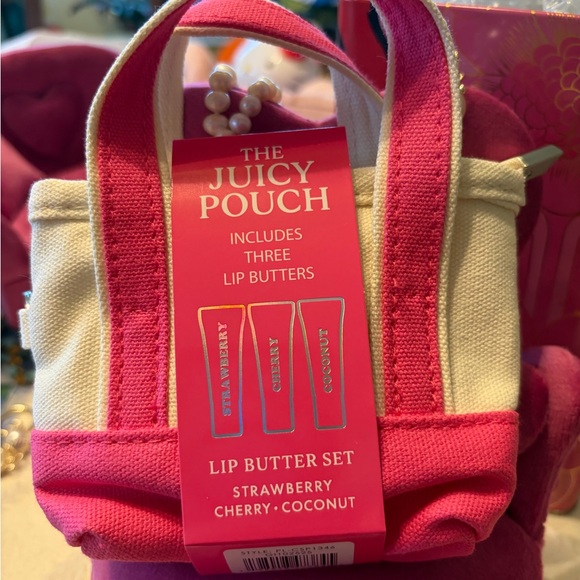 THE
JUICY
POUCH
INCLUDES
THREE
LIP BUTTERS
STRAWBERRY
CHERRY
COCONUT
LIP BUTTER SET
STRAWBERRY
CHERRY • COCONUT